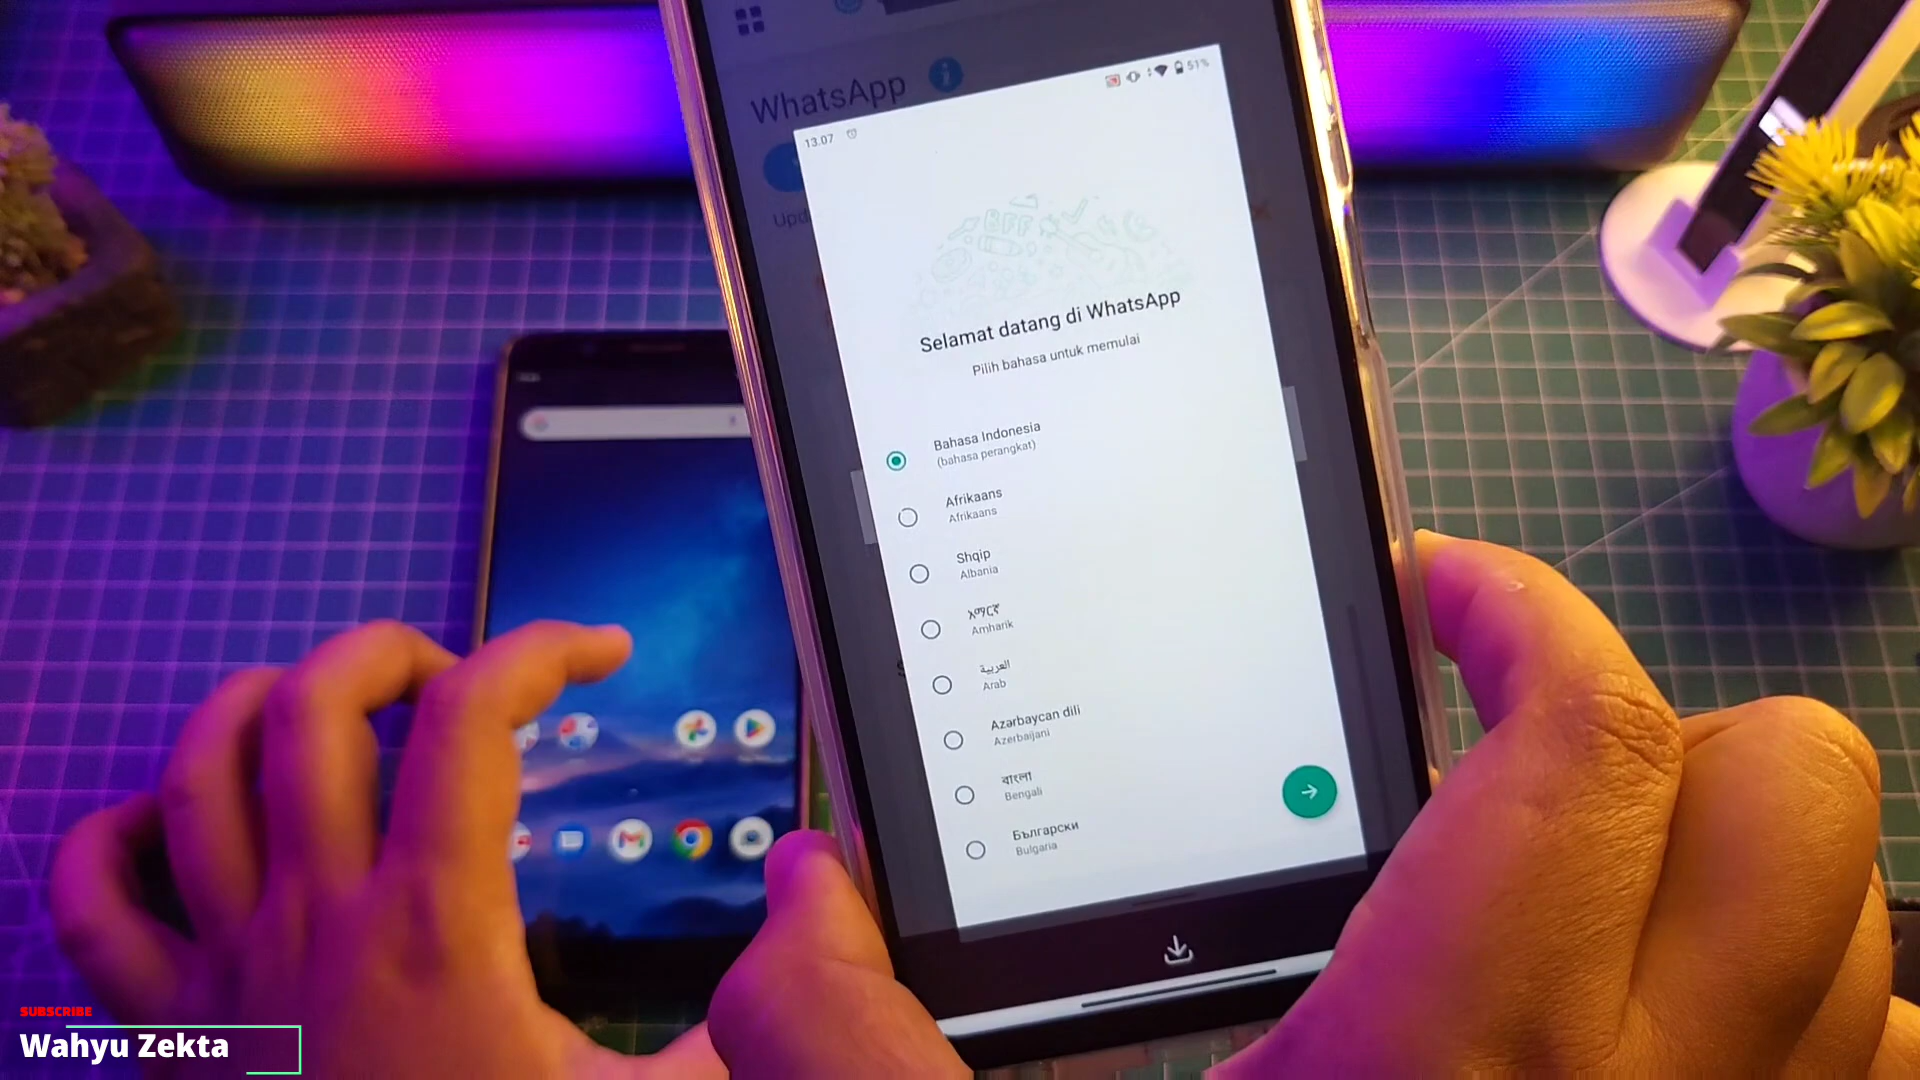 WhatsApp
13.07
51%
BFF
Selamat datang di WhatsApp
Pilih bahasa untuk memulai
Bahasa Indonesia
(bahasa perangkat)
Afrikaans
Afrikaans
Shqip
Albania
አማርኛ
Amharik
العربية
Arab
Azərbaycan dili
Azerbaijani
বাংলা
Bengali
Български
Bulgaria
SUBSCRIBE
Wahyu Zekta